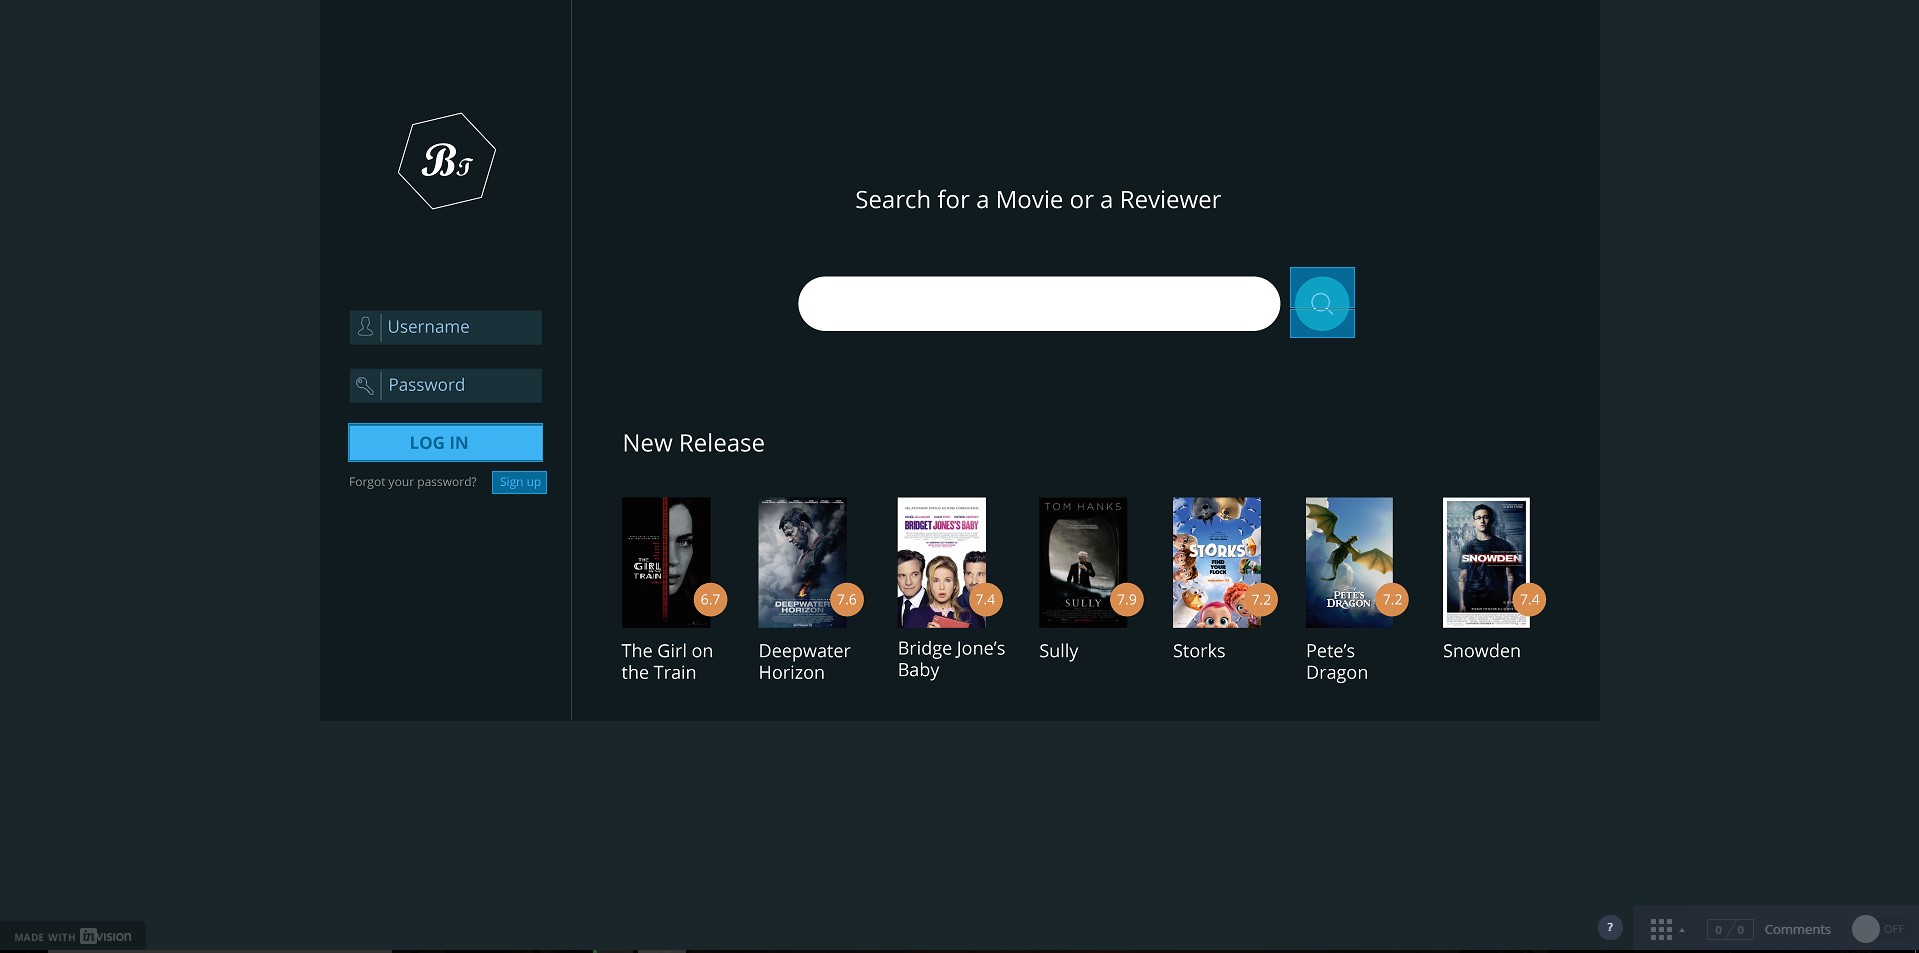 BT
Username
Password
LOG IN
Forgot your password?
Sign up
Search for a Movie or a Reviewer
New Release
THE
GIRL
TRAIN
6.7
The Girl on
the Train
DEEPWATER
HORIZON
7.6
Deepwater
Horizon
BRIDGET JONES'S BABY
7.4
Bridge Jone’s
Baby
TOM HANKS
SULLY
7.9
Sully
STORKS
FIND
YOUR
FLOCK
7.2
Storks
PETE'S
DRAGON
7.2
Pete’s
Dragon
SNOWDEN
7.4
Snowden
MADE WITH inVISION
?
0 / 0
Comments
OFF